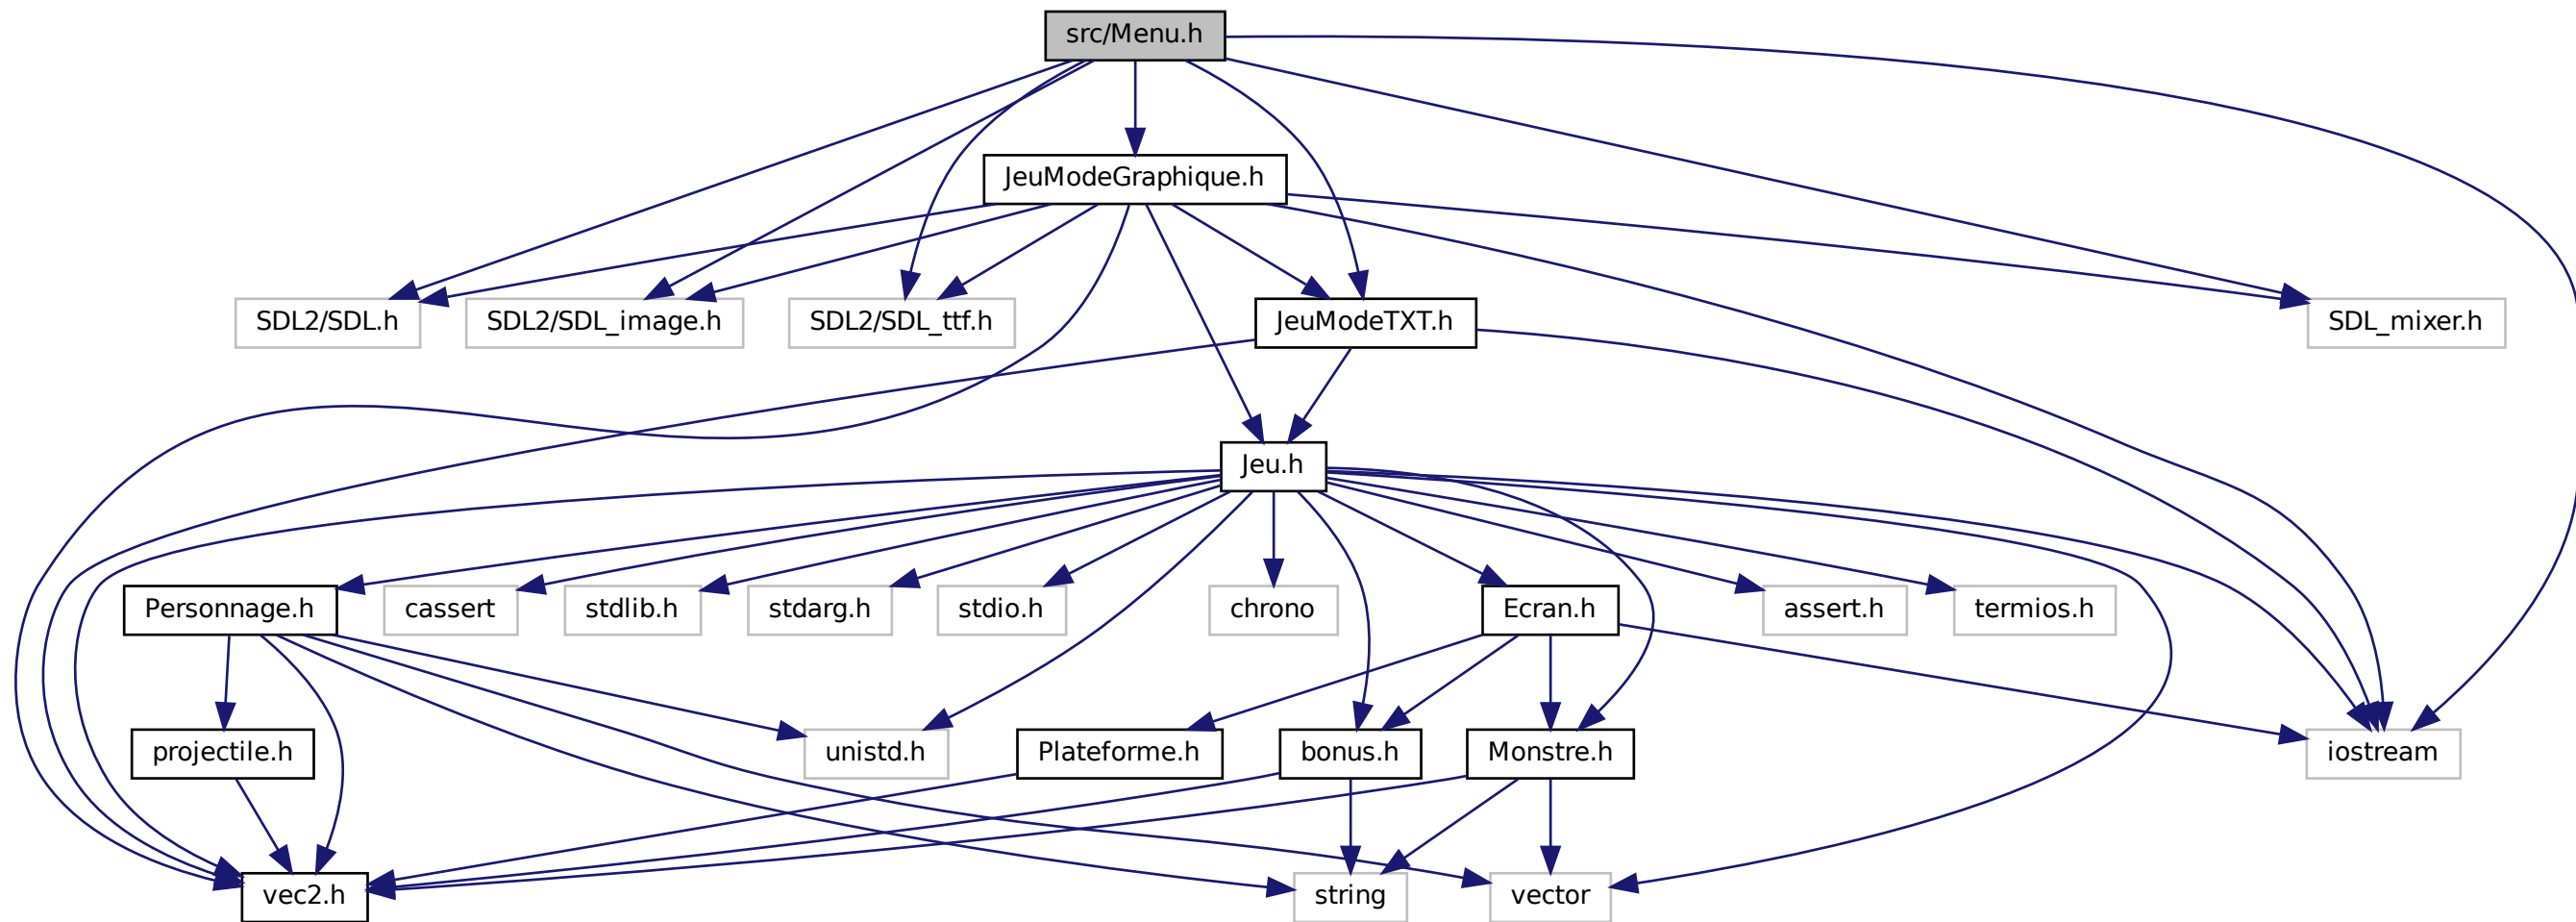 src/Menu.h
JeuModeGraphique.h
SDL2/SDL.h
SDL2/SDL_image.h
SDL2/SDL_ttf.h
JeuModeTXT.h
SDL_mixer.h
Jeu.h
Personnage.h
cassert
stdlib.h
stdarg.h
stdio.h
chrono
Ecran.h
assert.h
termios.h
projectile.h
unistd.h
Plateforme.h
bonus.h
Monstre.h
iostream
vec2.h
string
vector